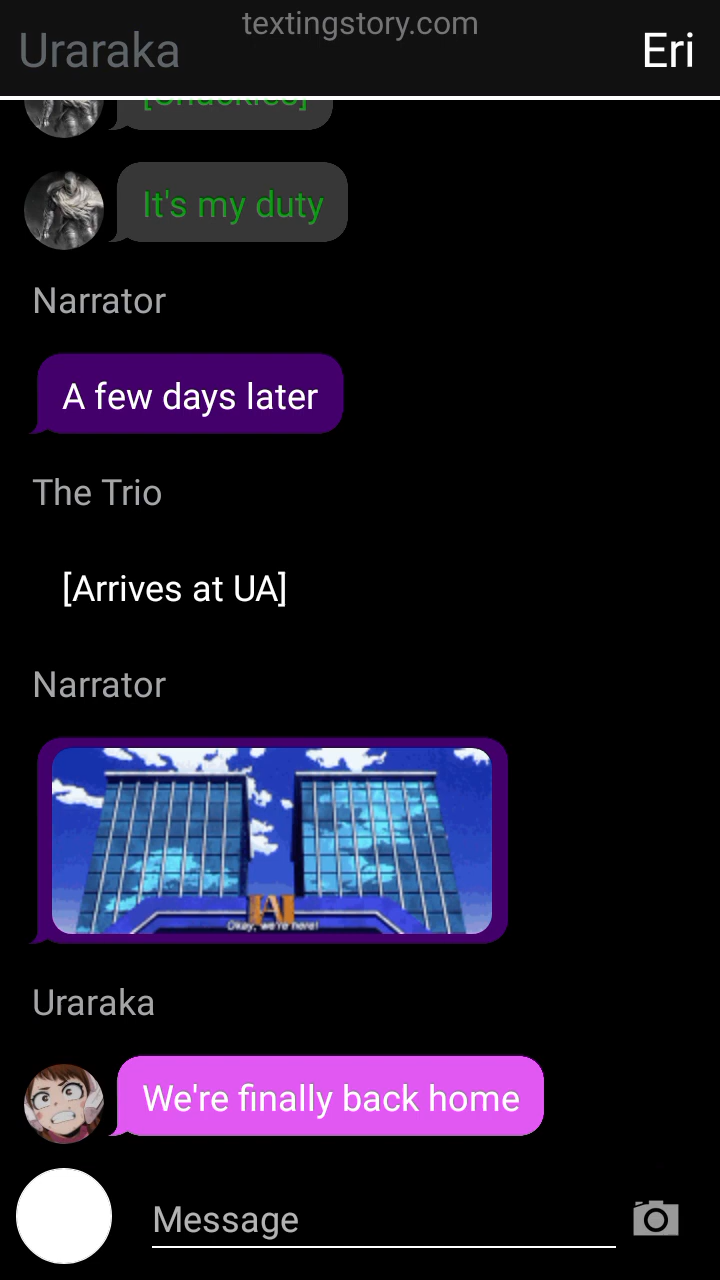 textingstory.com
Uraraka
Eri
[Chuckles]
It's my duty
Narrator
A few days later
The Trio
[Arrives at UA]
Narrator
UA
Okay, we're here!
Uraraka
We're finally back home
Message